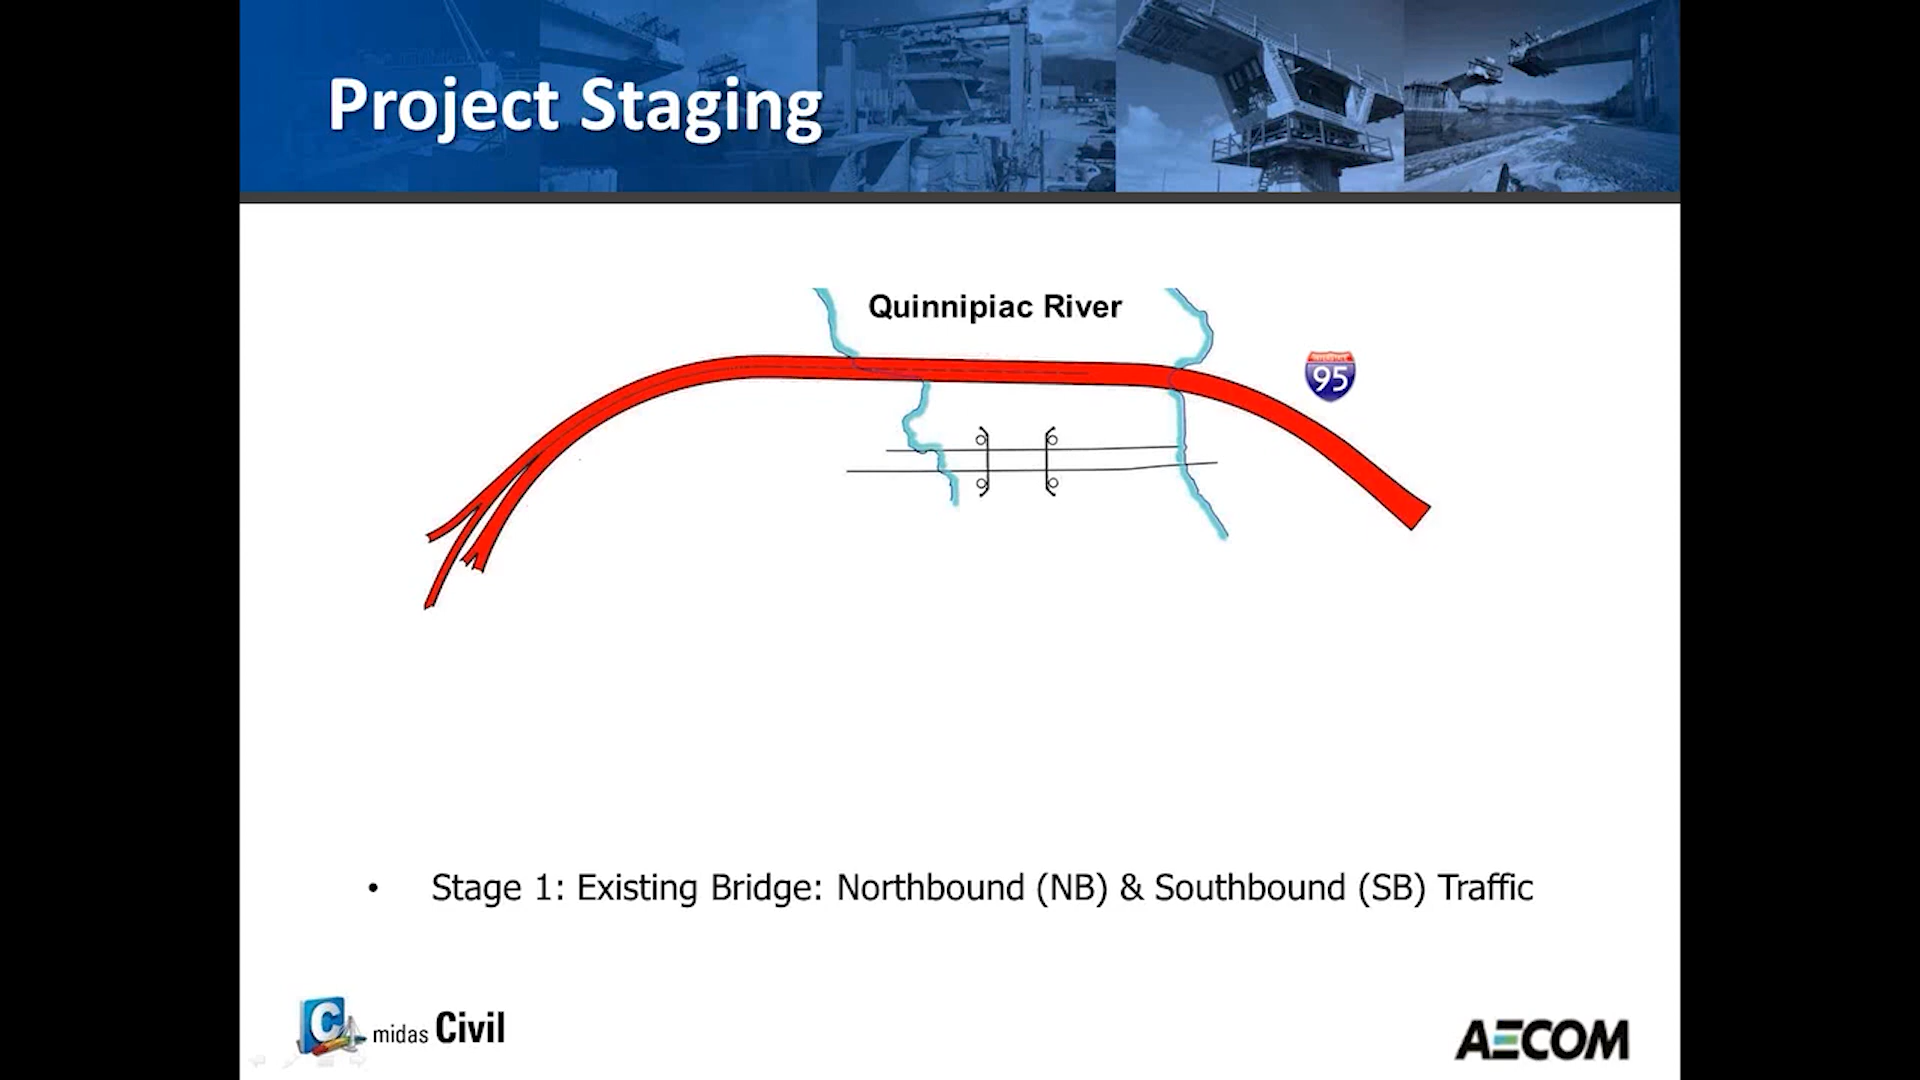 Project Staging
Quinnipiac River
95
• Stage 1: Existing Bridge: Northbound (NB) & Southbound (SB) Traffic
C
midas Civil
AECOM